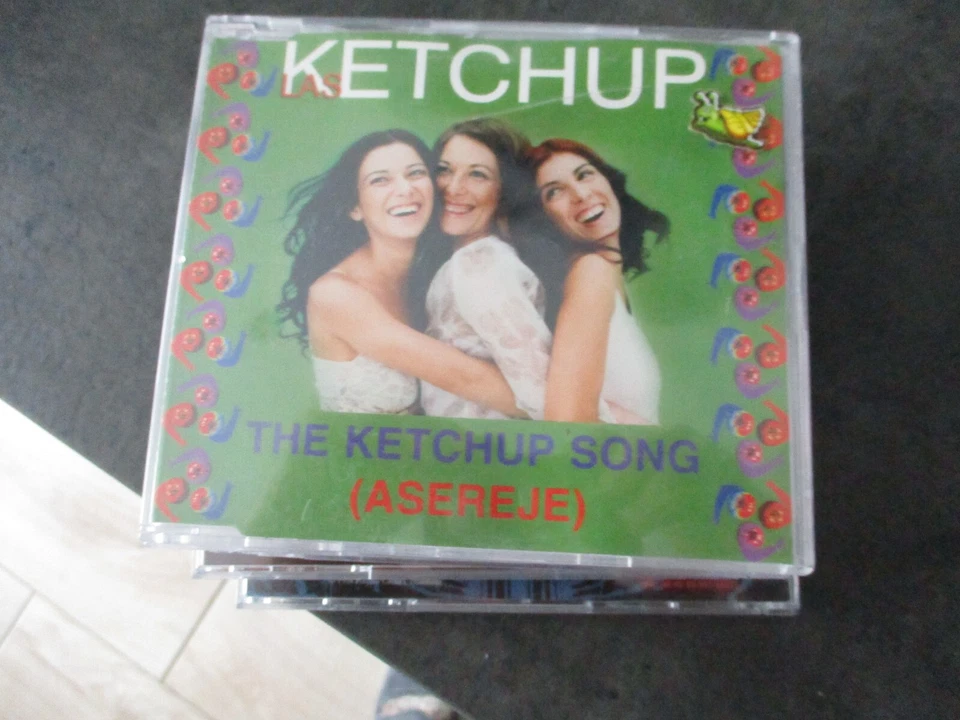 LAS
KETCHUP
THE KETCHUP SONG
(ASEREJE)